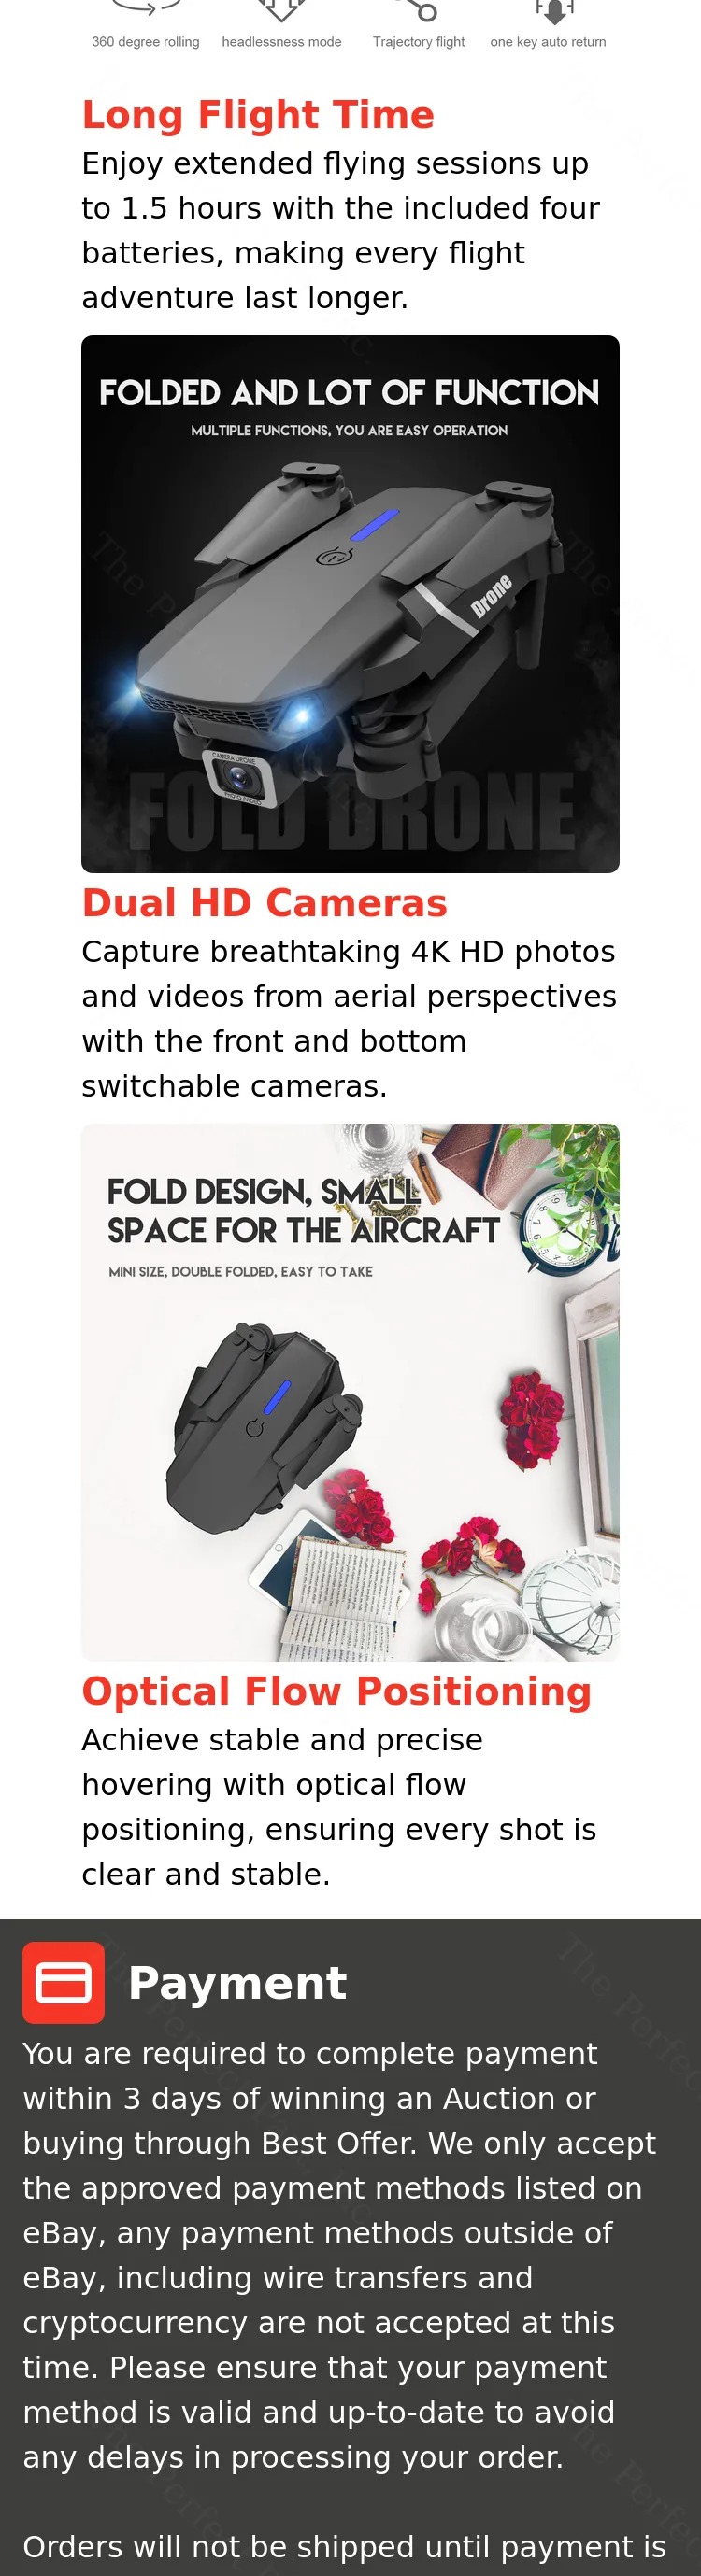 360 degree rolling headlessness mode Trajectory flight one key auto return
Long Flight Time
Enjoy extended flying sessions up
to 1.5 hours with the included four
batteries, making every flight
adventure last longer.
FOLDED AND LOT OF FUNCTION
MULTIPLE FUNCTIONS, YOU ARE EASY OPERATION
Drone
CAMERA DRONE
FOLD DRONE
Dual HD Cameras
Capture breathtaking 4K HD photos
and videos from aerial perspectives
with the front and bottom
switchable cameras.
FOLD DESIGN, SMALL
SPACE FOR THE AIRCRAFT
MINI SIZE, DOUBLE FOLDED, EASY TO TAKE
Optical Flow Positioning
Achieve stable and precise
hovering with optical flow
positioning, ensuring every shot is
clear and stable.
Payment
You are required to complete payment
within 3 days of winning an Auction or
buying through Best Offer. We only accept
the approved payment methods listed on
eBay, any payment methods outside of
eBay, including wire transfers and
cryptocurrency are not accepted at this
time. Please ensure that your payment
method is valid and up-to-date to avoid
any delays in processing your order.
Orders will not be shipped until payment is